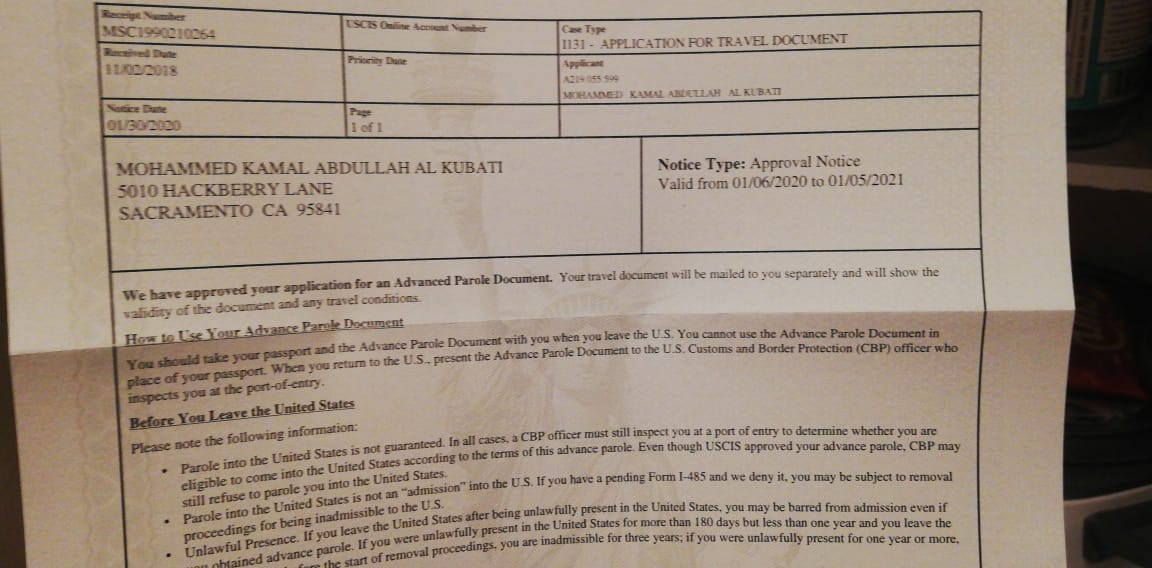 Receipt Number
MSC1990210264
USCIS Online Account Number
Case Type
I131 - APPLICATION FOR TRAVEL DOCUMENT
Received Date
11/02/2018
Priority Date
Applicant
A219 055 599
MOHAMMED KAMAL ABDULLAH AL KUBATI
Notice Date
01/30/2020
Page
1 of 1
MOHAMMED KAMAL ABDULLAH AL KUBATI
5010 HACKBERRY LANE
SACRAMENTO CA 95841
Notice Type: Approval Notice
Valid from 01/06/2020 to 01/05/2021
We have approved your application for an Advanced Parole Document. Your travel document will be mailed to you separately and will show the
validity of the document and any travel conditions.
How to Use Your Advance Parole Document
You should take your passport and the Advance Parole Document with you when you leave the U.S. You cannot use the Advance Parole Document in
place of your passport. When you return to the U.S., present the Advance Parole Document to the U.S. Customs and Border Protection (CBP) officer who
inspects you at the port-of-entry.
Before You Leave the United States
Please note the following information:
• Parole into the United States is not guaranteed. In all cases, a CBP officer must still inspect you at a port of entry to determine whether you are
eligible to come into the United States according to the terms of this advance parole. Even though USCIS approved your advance parole, CBP may
still refuse to parole you into the United States.
• Parole into the United States is not an “admission” into the U.S. If you have a pending Form I-485 and we deny it, you may be subject to removal
proceedings for being inadmissible to the U.S.
• Unlawful Presence. If you leave the United States after being unlawfully present in the United States, you may be barred from admission even if
obtained advance parole. If you were unlawfully present in the United States for more than 180 days but less than one year and you leave the
the start of removal proceedings, you are inadmissible for three years; if you were unlawfully present for one year or more,